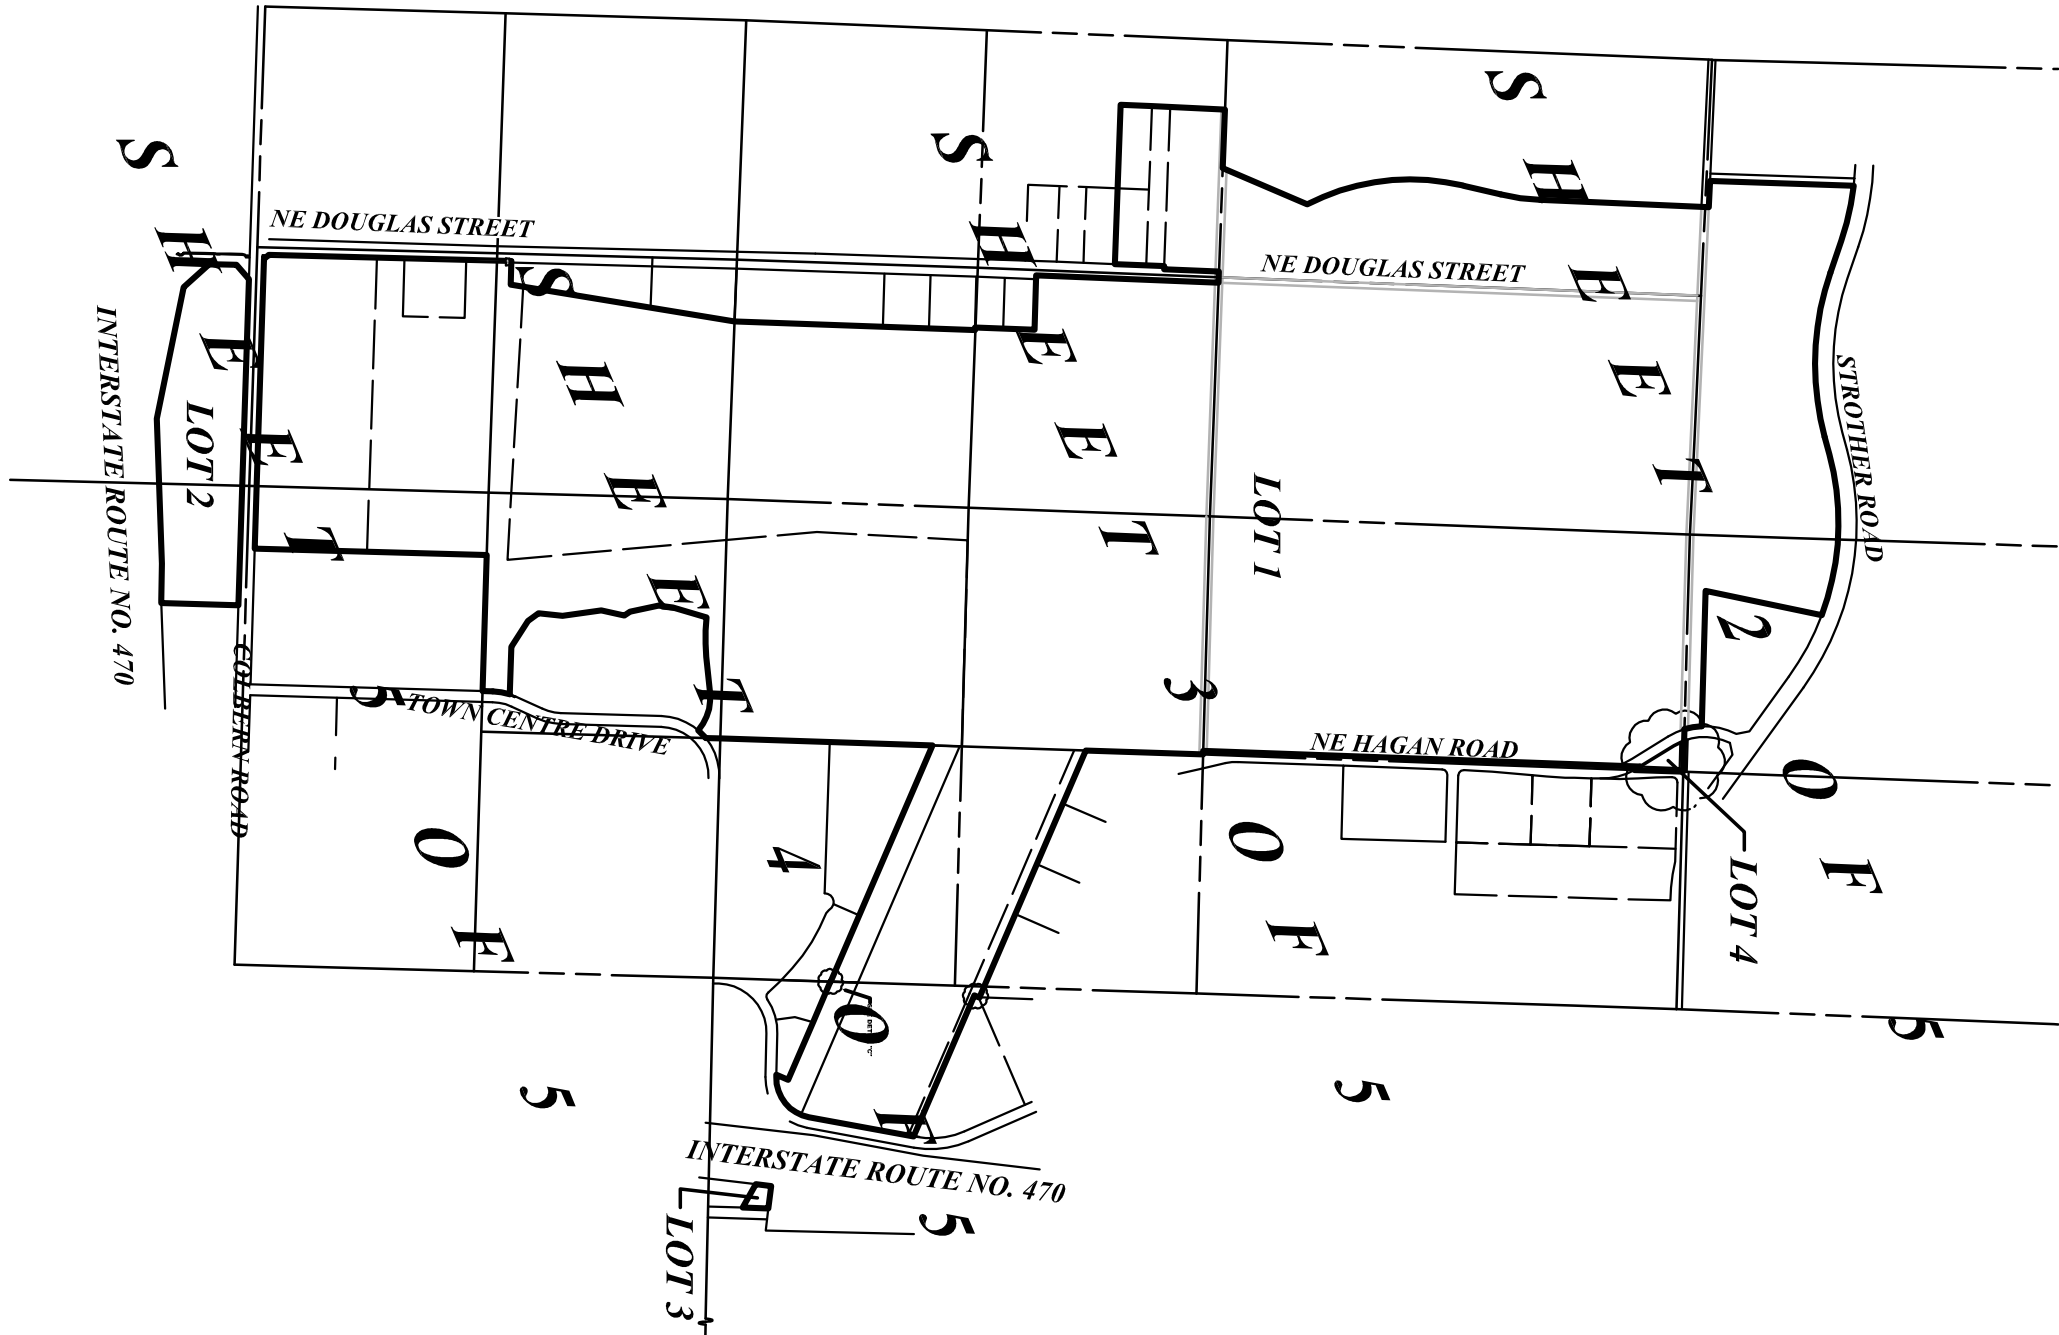 NE DOUGLAS STREET
NE DOUGLAS STREET
INTERSTATE ROUTE NO. 470
LOT 2
COLBERN ROAD
TOWN CENTRE DRIVE
LOT 1
STROTHER ROAD
NE HAGAN ROAD
LOT 4
INTERSTATE ROUTE NO. 470
LOT 3
SHEET 5 OF 5
SHEET 4 OF 5
SHEET 3 OF 5
SHEET 2 OF 5